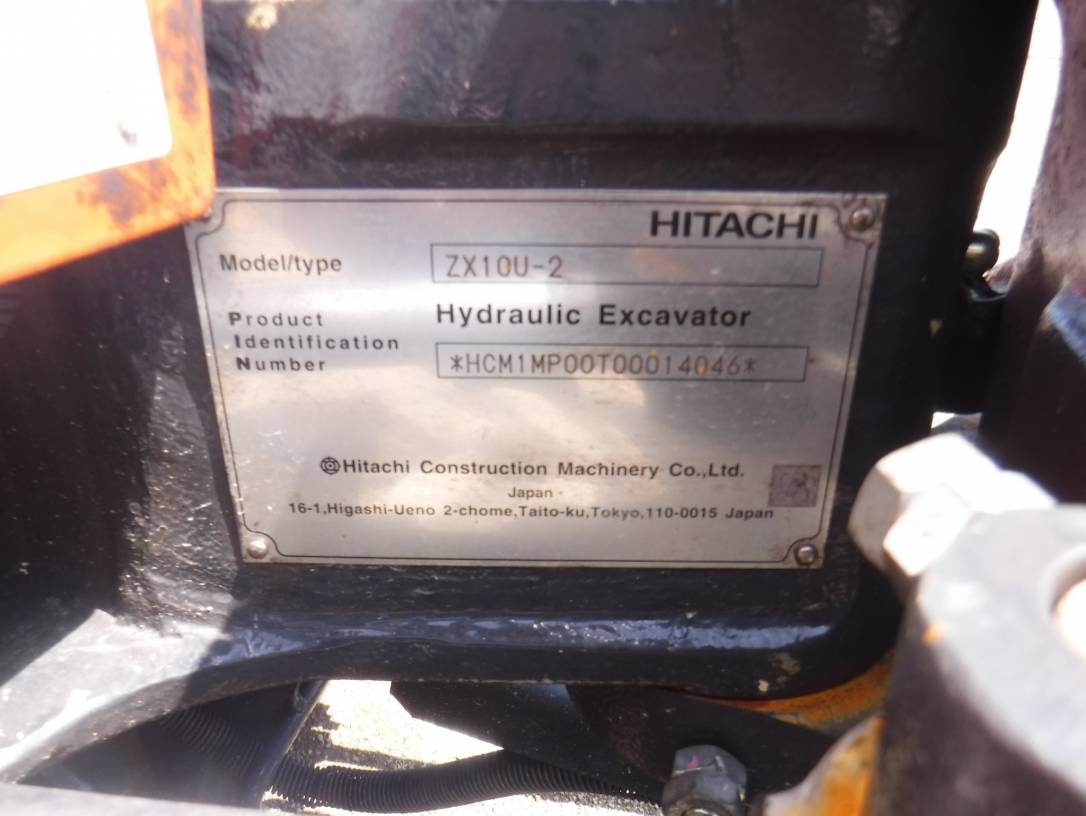 HITACHI
Model/type ZX10U-2
Product Identification Number
Hydraulic Excavator
*HCM1MP00T00014046*
Hitachi Construction Machinery Co.,Ltd.
Japan
16-1,Higashi-Ueno 2-chome,Taito-ku,Tokyo,110-0015 Japan